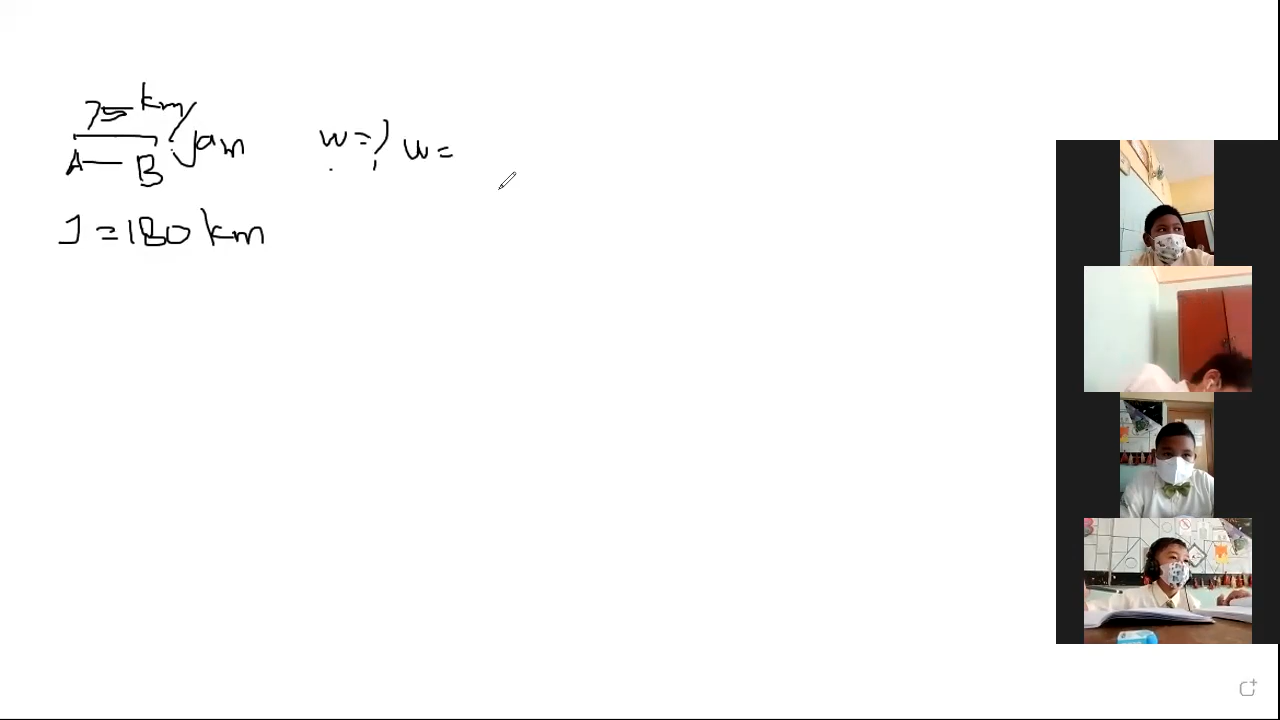 75 km/jam
A — B
w = ? w =
J = 180 km